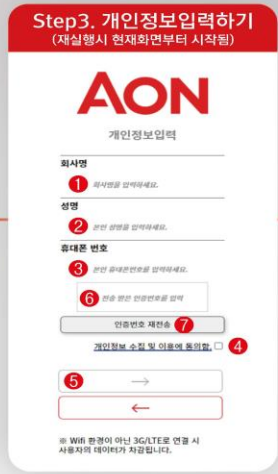 Step3. 개인정보입력하기
(재실행시 현재화면부터 시작됨)
AON
개인정보입력
회사명
1 회사명을 입력하세요.
성명
2 본인 성명을 입력하세요.
휴대폰 번호
3 본인 휴대폰번호를 입력하세요.
6 전송 받은 인증번호를 입력
인증번호 재전송 7
개인정보 수집 및 이용에 동의함. 4
5 →
←
※ Wifi 환경이 아닌 3G/LTE로 연결 시
사용자의 데이터가 차감됩니다.